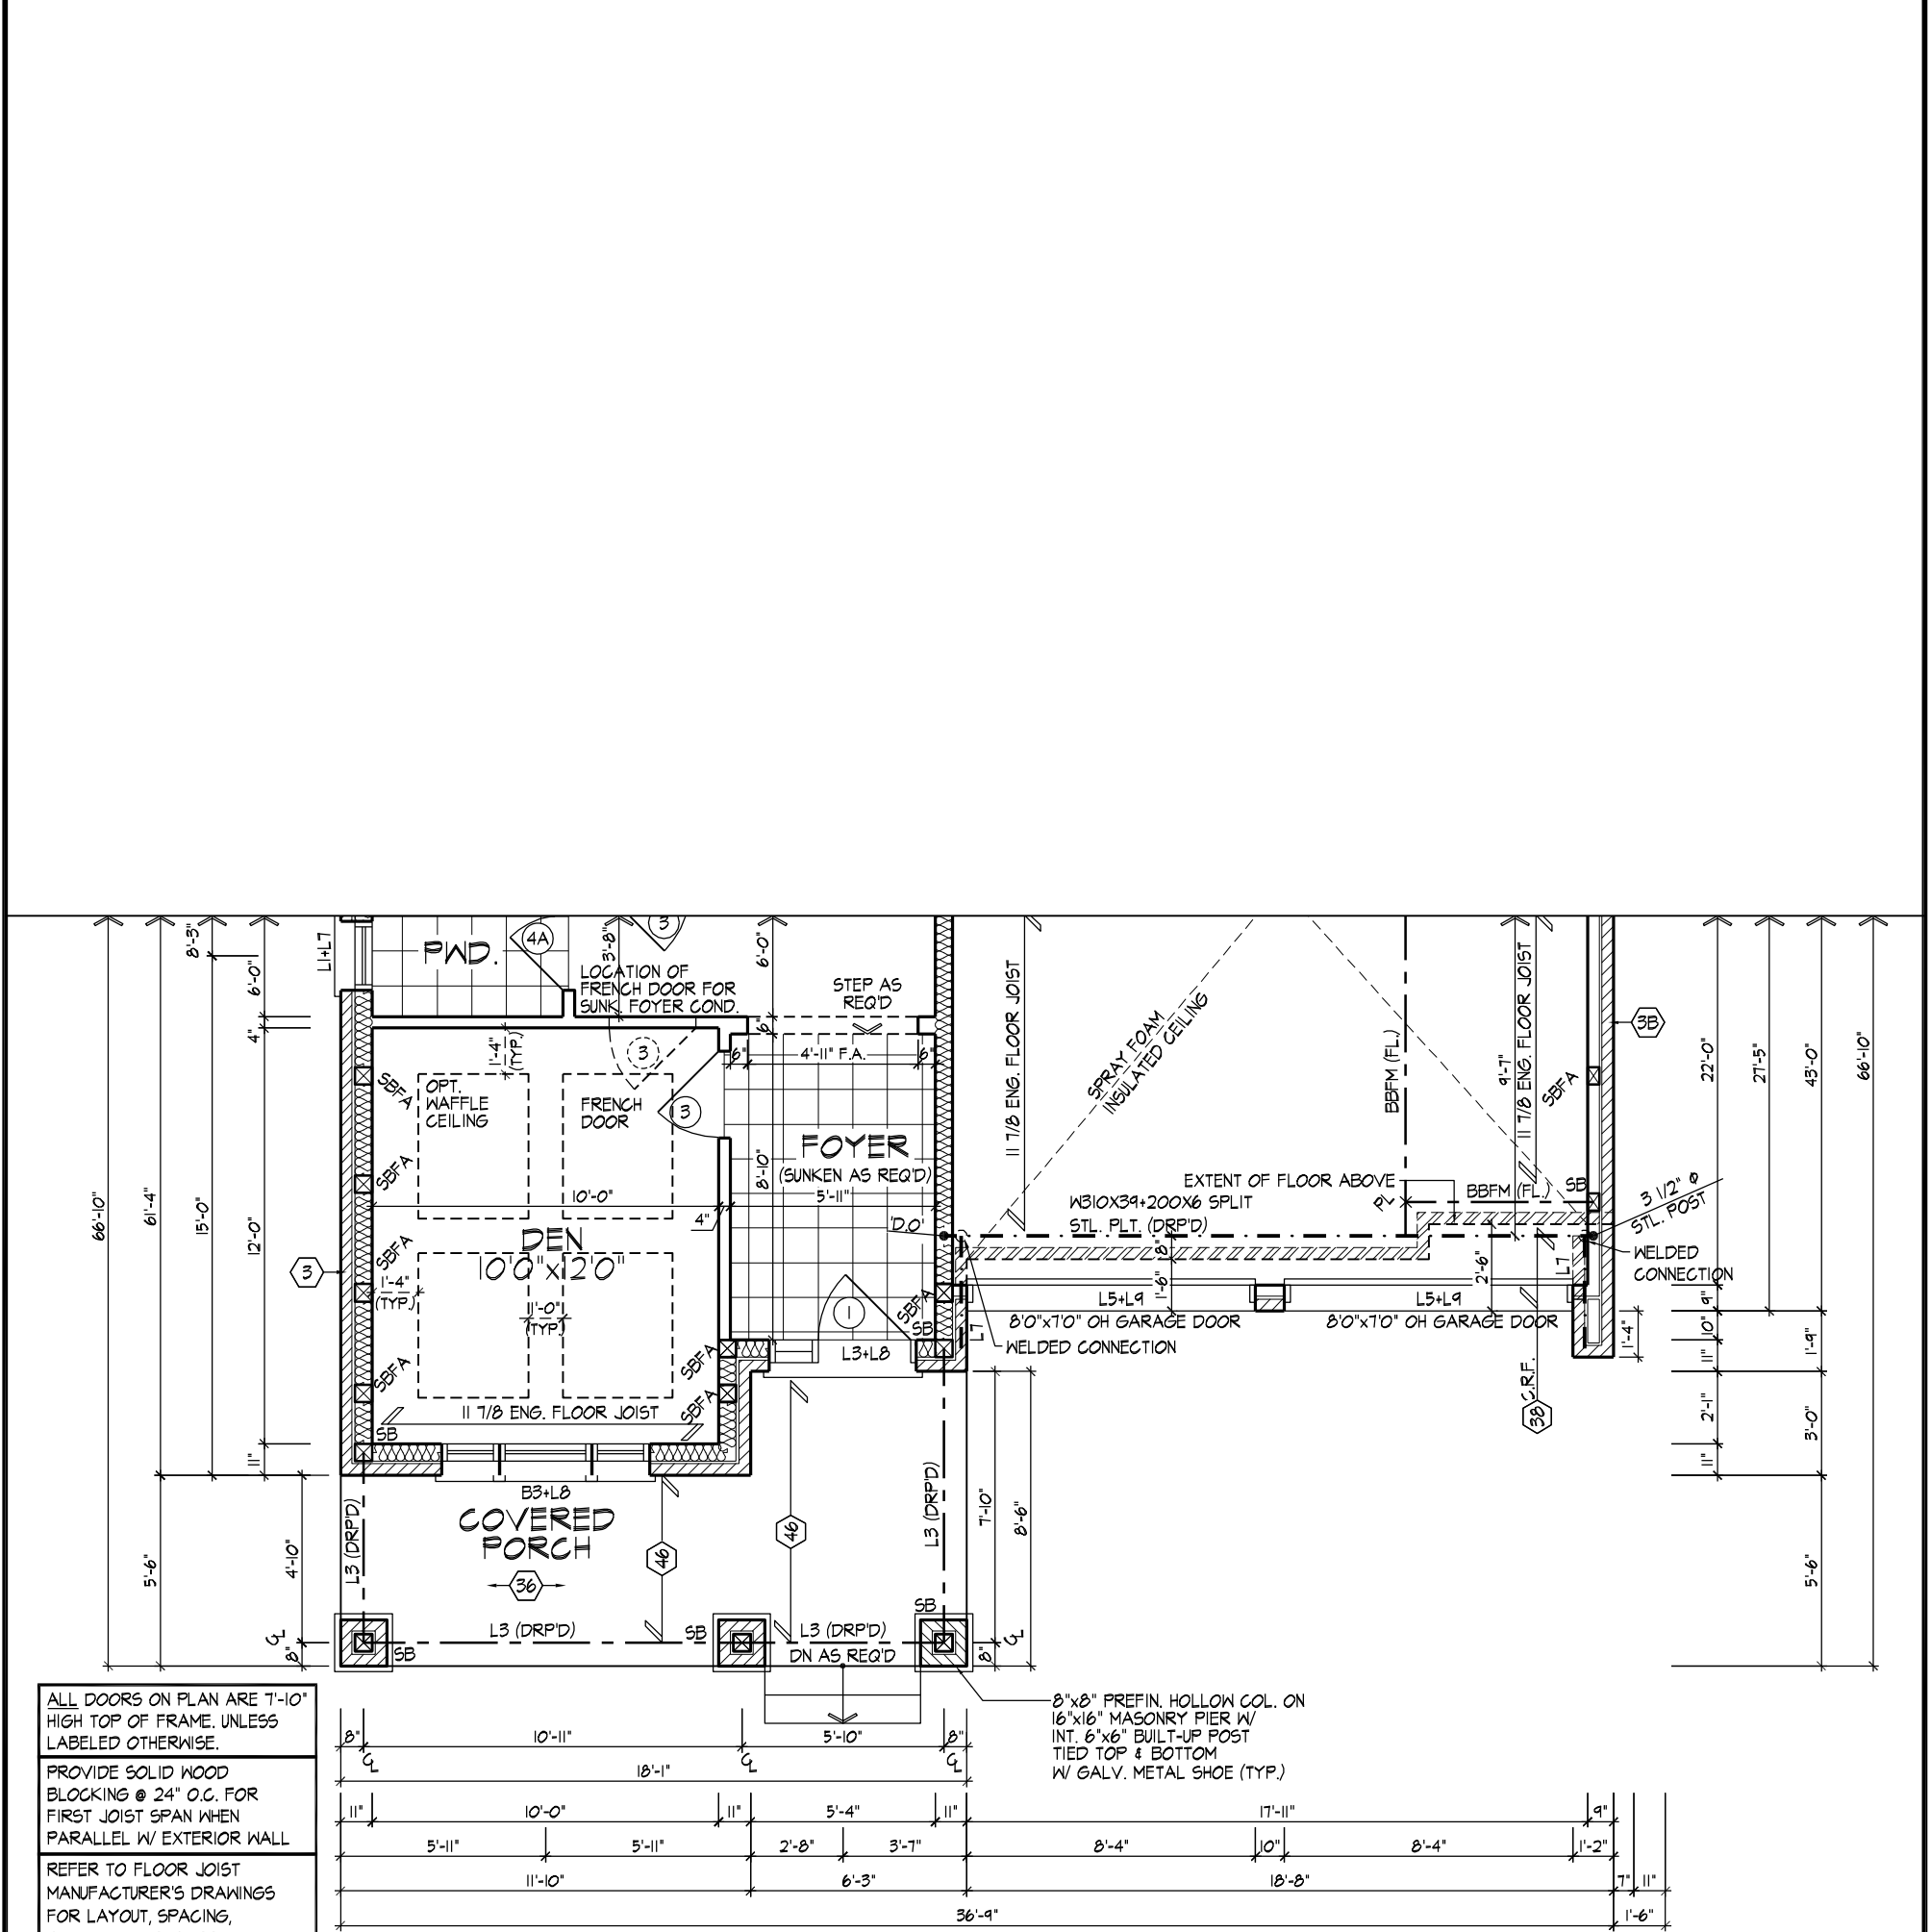 L1+L7
PWD.
4A
3
3'-8"
6'-0"
LOCATION OF
FRENCH DOOR FOR
SUNK. FOYER COND.
STEP AS
REQ'D
8'-3"
6'-0"
4"
12'-0"
11"
15'-0"
61'-4"
66'-10"
5'-6"
4'-10"
8"
3
1'-4"
(TYP.)
3
3
6"
6"
4'-11" F.A.
6"
OPT.
WAFFLE
CEILING
FRENCH
DOOR
SBFA
SBFA
SBFA
SBFA
FOYER
(SUNKEN AS REQ'D)
8'-10"
5'-11"
10'-0"
4"
DEN
10'0"x12'0"
1'-4"
(TYP.)
1'-0"
(TYP.)
1
'D.O'
SBFA
SB
L3+L8
SBFA
SBFA
11 7/8 ENG. FLOOR JOIST
SB
B3+L8
COVERED
PORCH
36
46
46
L3 (DRP'D)
L3 (DRP'D)
L3 (DRP'D)
L3 (DRP'D)
SB
SB
SB
DN AS REQ'D
7'-10"
8'-6"
8"
11 7/8 ENG. FLOOR JOIST
SPRAY FOAM
INSULATED CEILING
BBFM (FL.)
9'-7"
11 7/8 ENG. FLOOR JOIST
SBFA
3B
EXTENT OF FLOOR ABOVE
PL
BBFM (FL.)
SB
3 1/2" Ø
STL. POST
W310X39+200X6 SPLIT
STL. PLT. (DRP'D)
8"
1'-6"
2'-6"
L7
L7
WELDED
CONNECTION
L5+L9
L5+L9
8'0"x7'0" OH GARAGE DOOR
8'0"x7'0" OH GARAGE DOOR
WELDED CONNECTION
1'-4"
C.R.F.
38
22'-0"
27'-5"
43'-0"
66'-10"
9"
10"
11"
2'-1"
11"
1'-9"
3'-0"
5'-6"
8"x8" PREFIN. HOLLOW COL. ON
16"x16" MASONRY PIER W/
INT. 6"x6" BUILT-UP POST
TIED TOP & BOTTOM
W/ GALV. METAL SHOE (TYP.)
ALL DOORS ON PLAN ARE 7'-10"
HIGH TOP OF FRAME. UNLESS
LABELED OTHERWISE.
PROVIDE SOLID WOOD
BLOCKING @ 24" O.C. FOR
FIRST JOIST SPAN WHEN
PARALLEL W/ EXTERIOR WALL
REFER TO FLOOR JOIST
MANUFACTURER'S DRAWINGS
FOR LAYOUT, SPACING,
8" 10'-11" 5'-10" 8"
18'-1"
11" 10'-0" 11" 5'-4" 11" 17'-11" 9"
5'-11" 5'-11" 2'-8" 3'-7" 8'-4" 10" 8'-4" 1'-2"
11'-10" 6'-3" 18'-8" 7" 11"
36'-9" 1'-6"